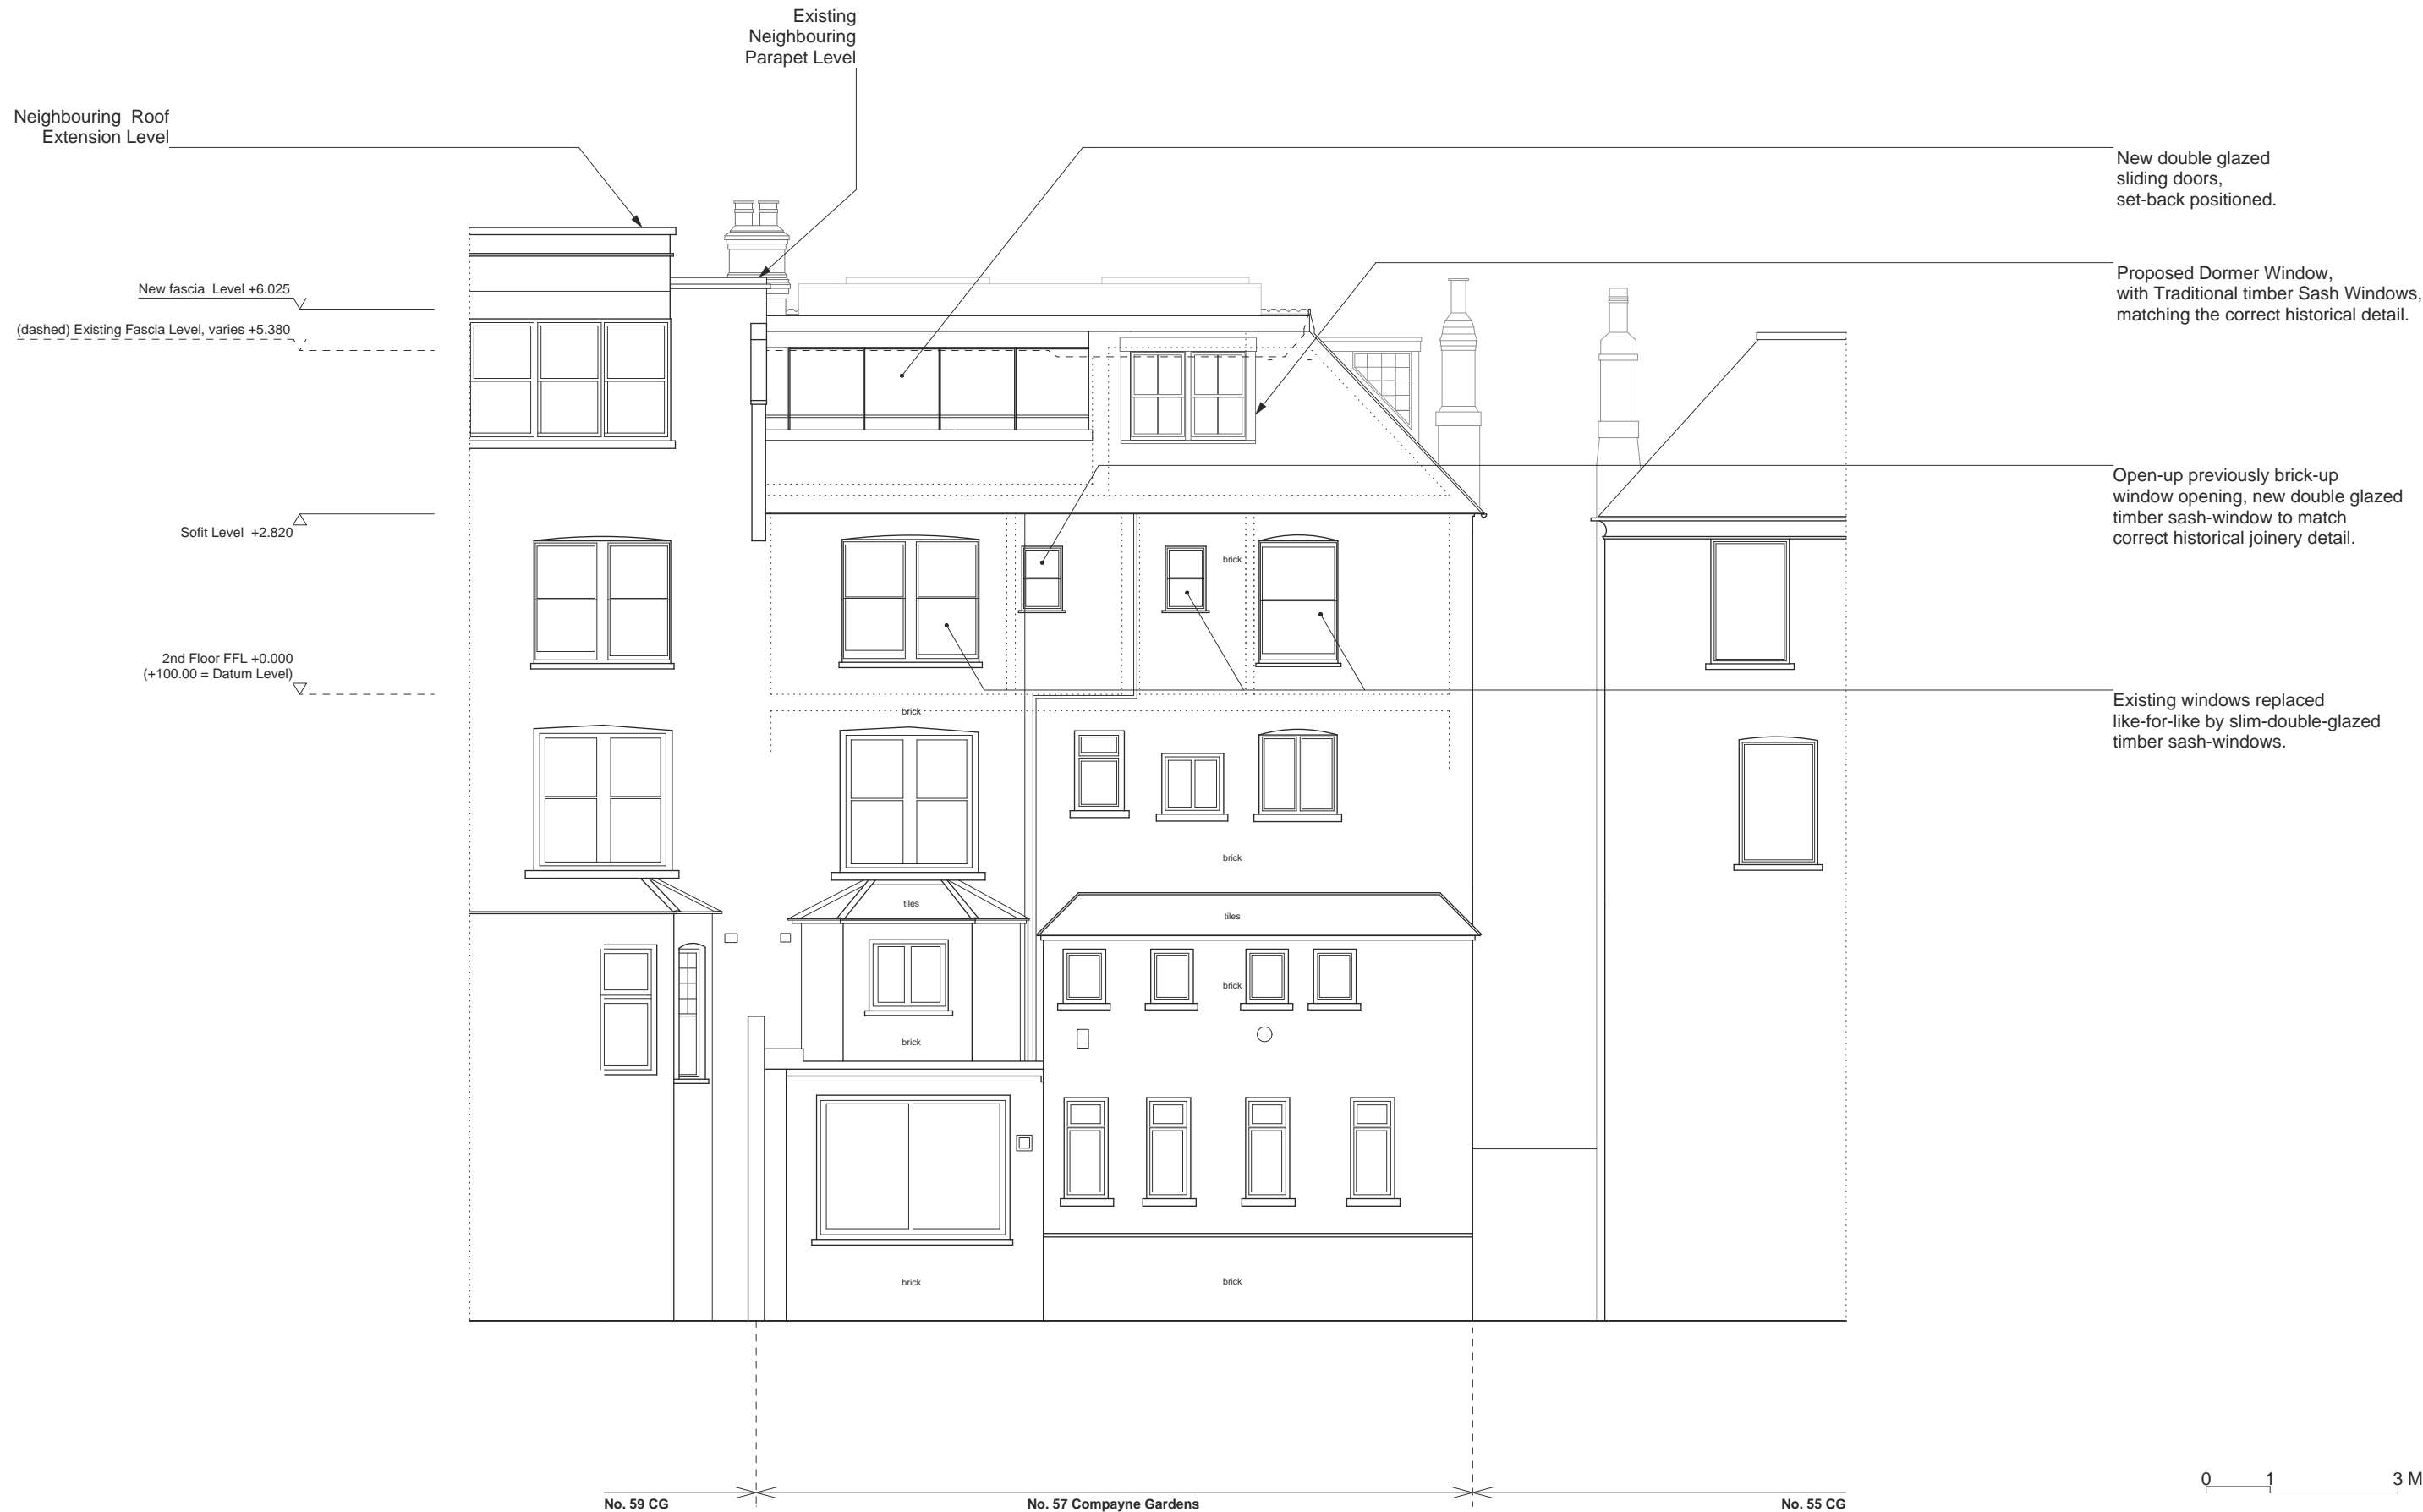 Existing
Neighbouring
Parapet Level
Neighbouring Roof
Extension Level
New double glazed
sliding doors,
set-back positioned.
Proposed Dormer Window,
with Traditional timber Sash Windows,
matching the correct historical detail.
New fascia Level +6.025
(dashed) Existing Fascia Level, varies +5.380
Open-up previously brick-up
window opening, new double glazed
timber sash-window to match
correct historical joinery detail.
Sofit Level +2.820
brick
2nd Floor FFL +0.000
(+100.00 = Datum Level)
Existing windows replaced
like-for-like by slim-double-glazed
timber sash-windows.
brick
brick
tiles
tiles
brick
brick
brick
brick
0 1 3 M
No. 59 CG
No. 57 Compayne Gardens
No. 55 CG